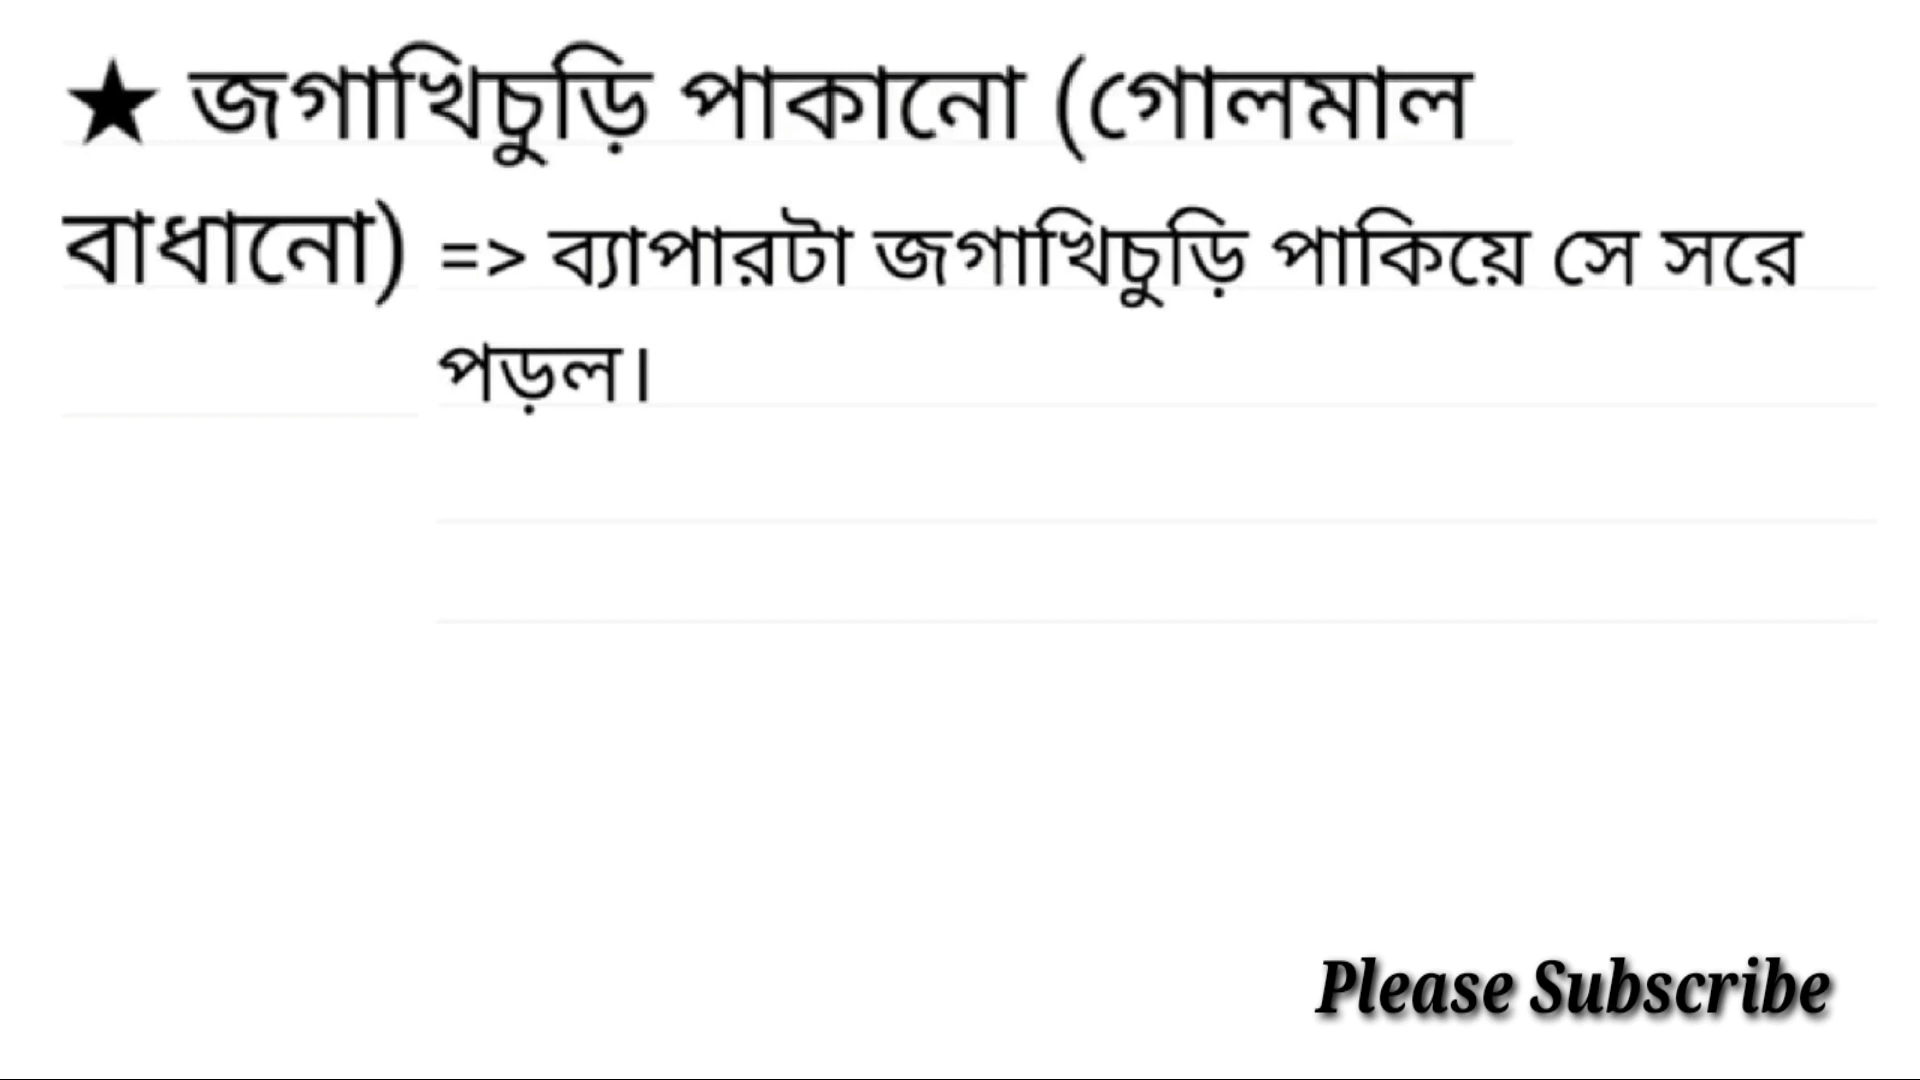 ★ জগাখিচুড়ি পাকানো (গোলমাল
বাধানো) => ব্যাপারটা জগাখিচুড়ি পাকিয়ে সে সরে
পড়ল।
Please Subscribe